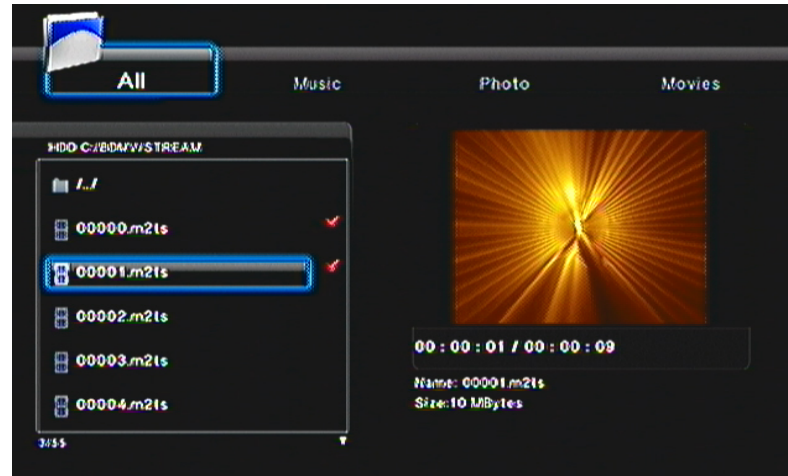 All Music Photo Movies
HDD C:/BDMV/STREAM
/../
00000.m2ts
00001.m2ts
00002.m2ts
00003.m2ts
00004.m2ts
3/55
00 : 00 : 01 / 00 : 00 : 09
Name: 00001.m2ts
Size:10 MBytes